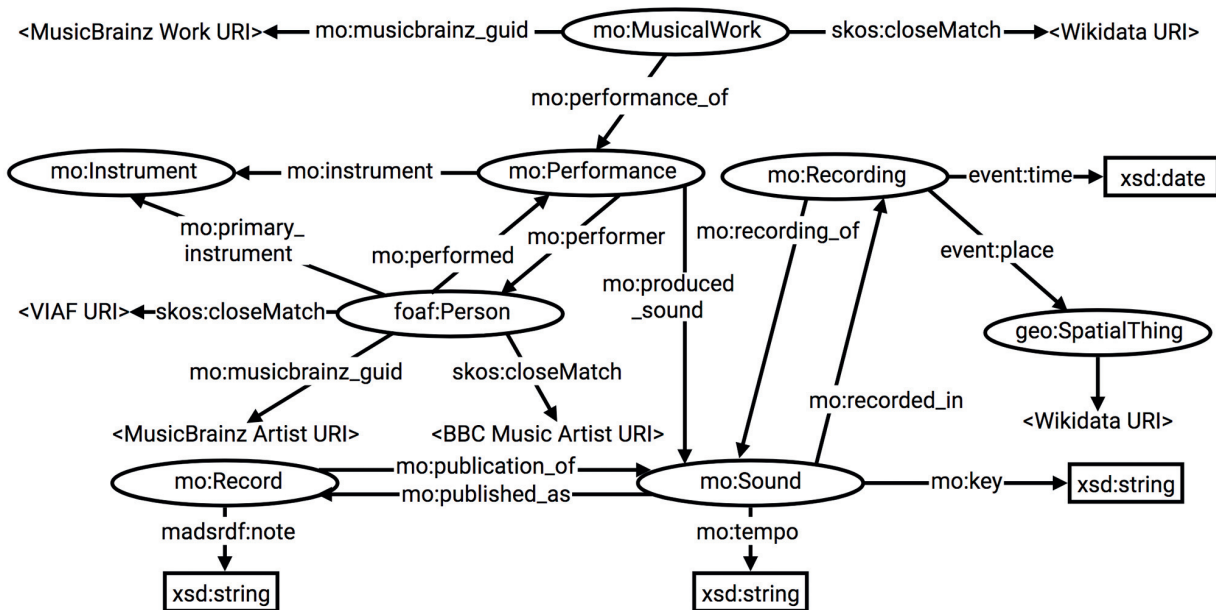 <MusicBrainz Work URI> mo:musicbrainz_guid mo:MusicalWork skos:closeMatch <Wikidata URI>
mo:performance_of
mo:Instrument mo:instrument mo:Performance mo:Recording event:time xsd:date
mo:primary_
instrument
mo:performed
mo:performer
mo:recording_of
event:place
mo:produced
_sound
<VIAF URI> skos:closeMatch foaf:Person
geo:SpatialThing
mo:musicbrainz_guid skos:closeMatch
mo:recorded_in
<MusicBrainz Artist URI> <BBC Music Artist URI> <Wikidata URI>
mo:publication_of
mo:Record mo:Sound mo:key xsd:string
mo:published_as
madsrdf:note mo:tempo
xsd:string xsd:string